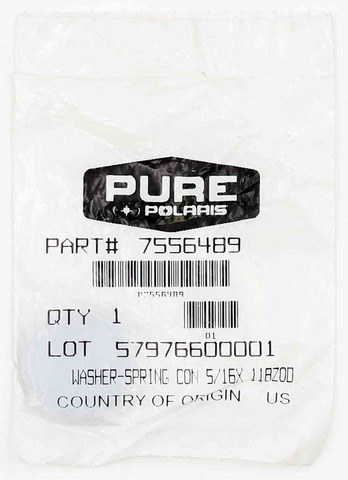 PURE
POLARIS
PART# 7556489
P7556489
QTY 1
01
LOT 57976600001
WASHER-SPRING CON 5/16X 118ZOD
COUNTRY OF ORIGIN US